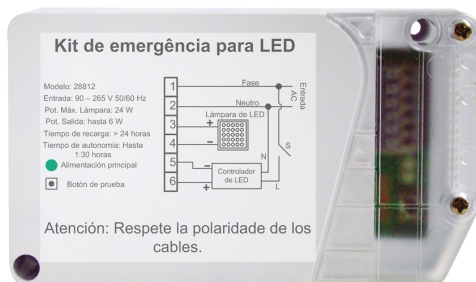 Kit de emergência para LED
Modelo: 28812
Entrada: 90 – 265 V 50/60 Hz
Pot. Máx. Lámpara: 24 W
Pot. Salida: hasta 6 W
Tiempo de recarga: > 24 horas
Tiempo de autonomia: Hasta
1:30 horas
Alimentación principal
Botón de prueba
1
2
3
4
5
6
Fase
Neutro
Entrada
AC
Lámpara de LED
+
–
S
N
L
–
+
Controlador
de LED
Atención: Respete la polaridade de los
cables.